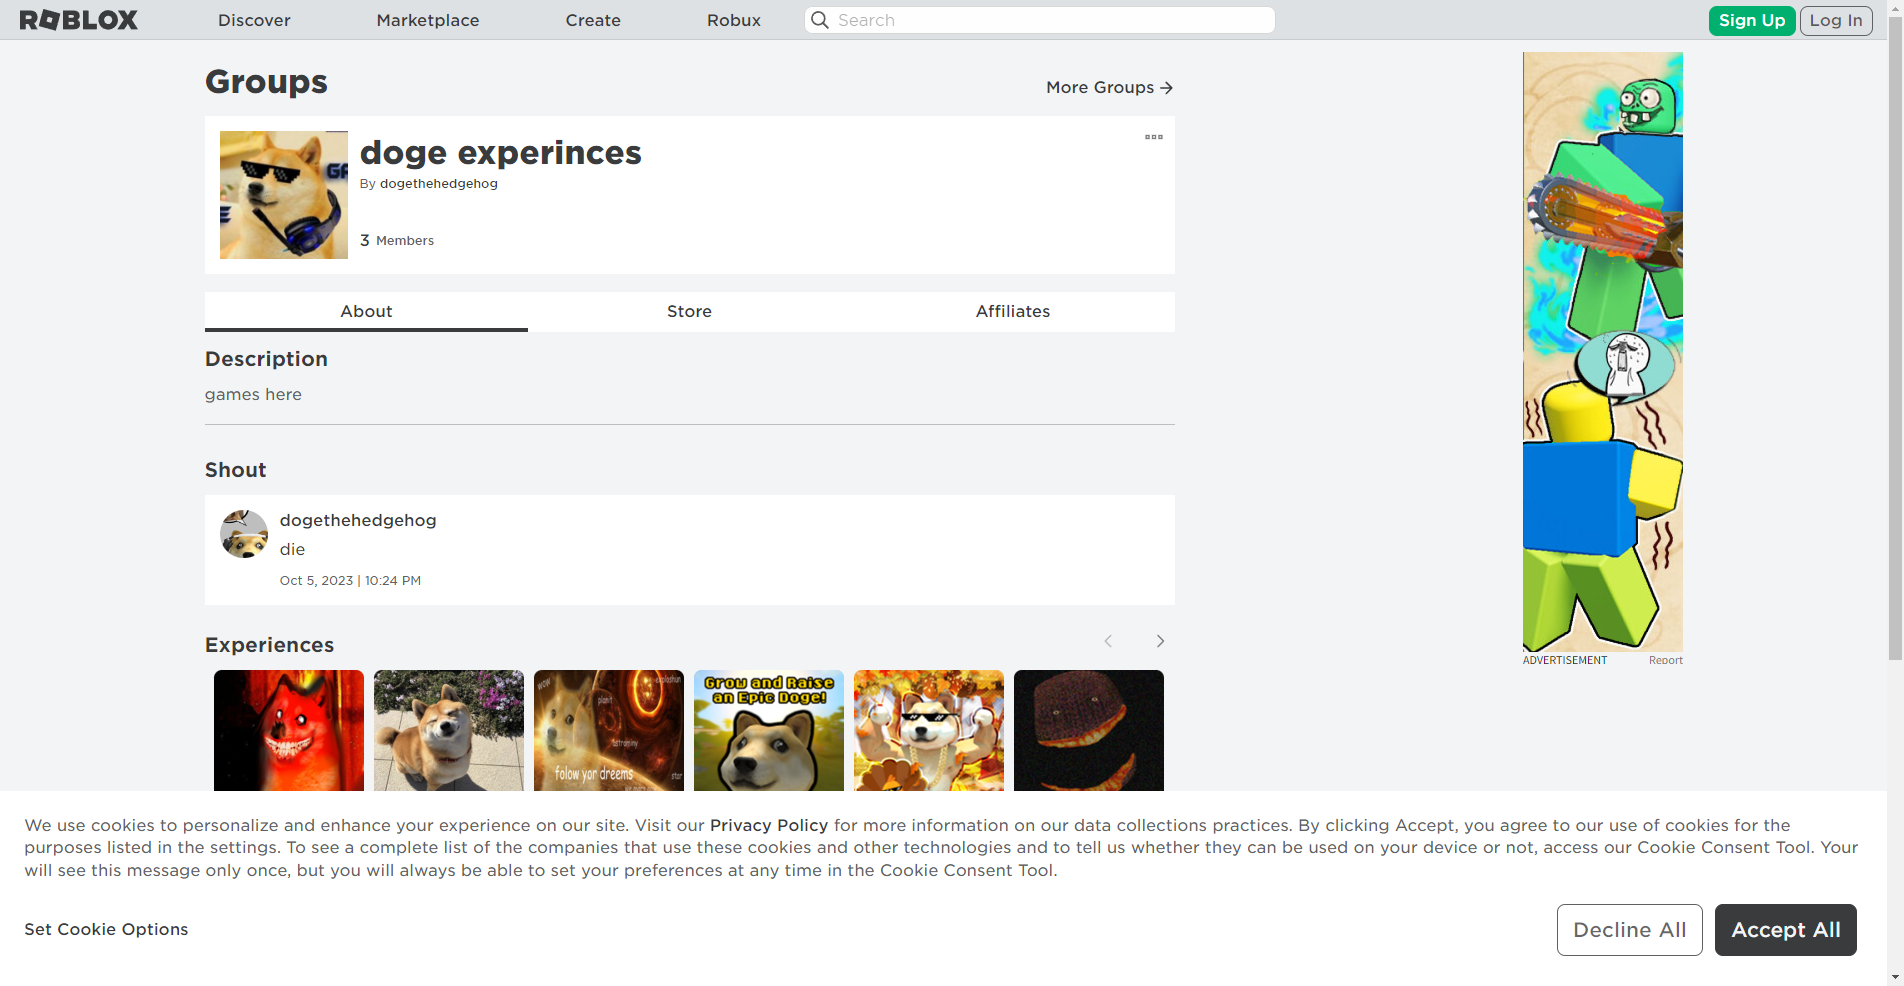 ROBLOX
Discover
Marketplace
Create
Robux
Search
Sign Up
Log In
Groups
More Groups →
doge experinces
By dogethehedgehog
3 Members
About
Store
Affiliates
Description
games here
Shout
dogethehedgehog
die
Oct 5, 2023 | 10:24 PM
Experiences
wow
planit
explashun
astrominy
star
folow yor dreems
Grow and Raise
an Epic Doge!
ADVERTISEMENT
Report
We use cookies to personalize and enhance your experience on our site. Visit our Privacy Policy for more information on our data collections practices. By clicking Accept, you agree to our use of cookies for the
purposes listed in the settings. To see a complete list of the companies that use these cookies and other technologies and to tell us whether they can be used on your device or not, access our Cookie Consent Tool. Your
will see this message only once, but you will always be able to set your preferences at any time in the Cookie Consent Tool.
Set Cookie Options
Decline All
Accept All